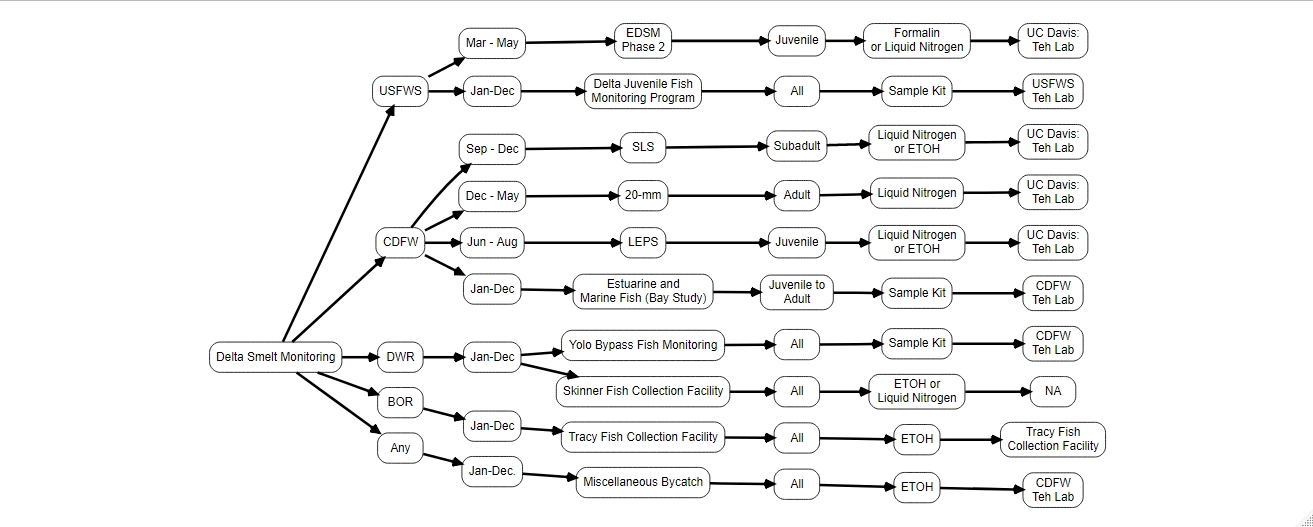 Mar - May
EDSM
Phase 2
Juvenile
Formalin
or Liquid Nitrogen
UC Davis:
Teh Lab
USFWS
Jan-Dec
Delta Juvenile Fish
Monitoring Program
All
Sample Kit
USFWS
Teh Lab
Sep - Dec
SLS
Subadult
Liquid Nitrogen
or ETOH
UC Davis:
Teh Lab
Dec - May
20-mm
Adult
Liquid Nitrogen
UC Davis:
Teh Lab
CDFW
Jun - Aug
LEPS
Juvenile
Liquid Nitrogen
or ETOH
UC Davis:
Teh Lab
Jan-Dec
Estuarine and
Marine Fish (Bay Study)
Juvenile to
Adult
Sample Kit
CDFW
Teh Lab
Delta Smelt Monitoring
DWR
Jan-Dec
Yolo Bypass Fish Monitoring
All
Sample Kit
CDFW
Teh Lab
Skinner Fish Collection Facility
All
ETOH or
Liquid Nitrogen
NA
BOR
Jan-Dec
Tracy Fish Collection Facility
All
ETOH
Tracy Fish
Collection Facility
Any
Jan-Dec.
Miscellaneous Bycatch
All
ETOH
CDFW
Teh Lab